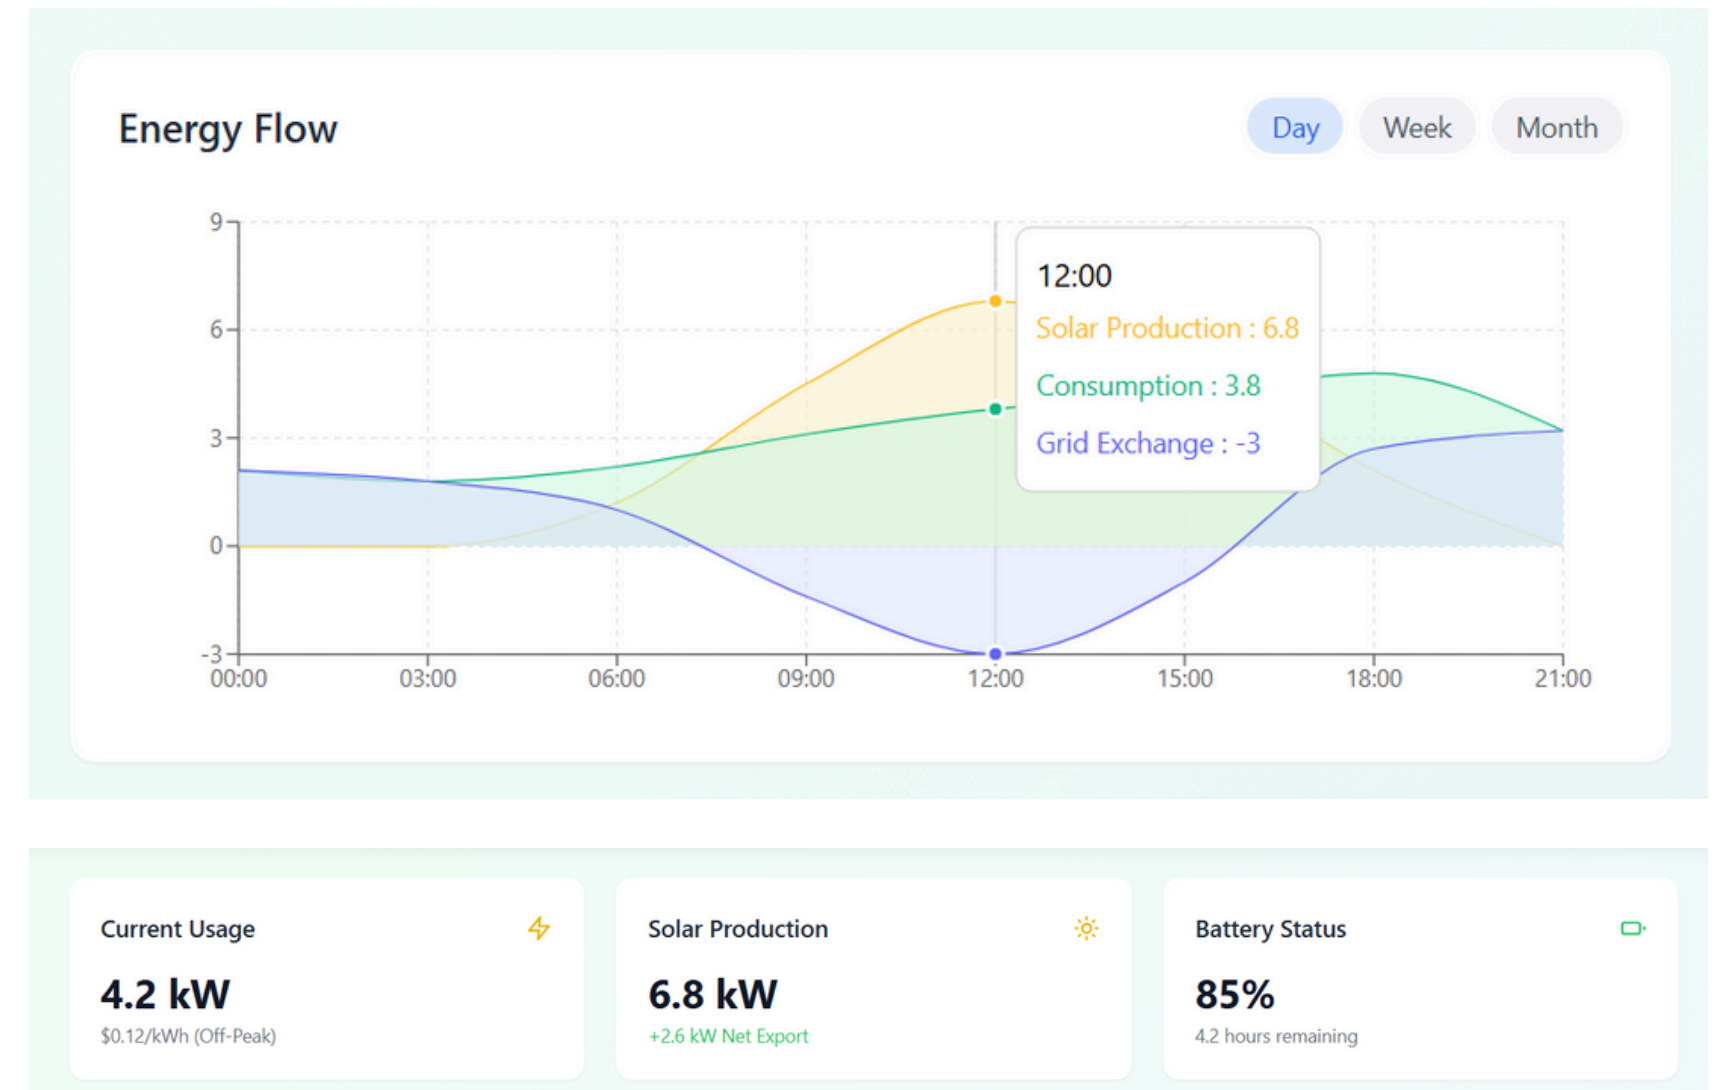 Energy Flow
Day Week Month
9
6
3
0
-3
12:00
Solar Production : 6.8
Consumption : 3.8
Grid Exchange : -3
00:00 03:00 06:00 09:00 12:00 15:00 18:00 21:00
Current Usage
4.2 kW
$0.12/kWh (Off-Peak)
Solar Production
6.8 kW
+2.6 kW Net Export
Battery Status
85%
4.2 hours remaining